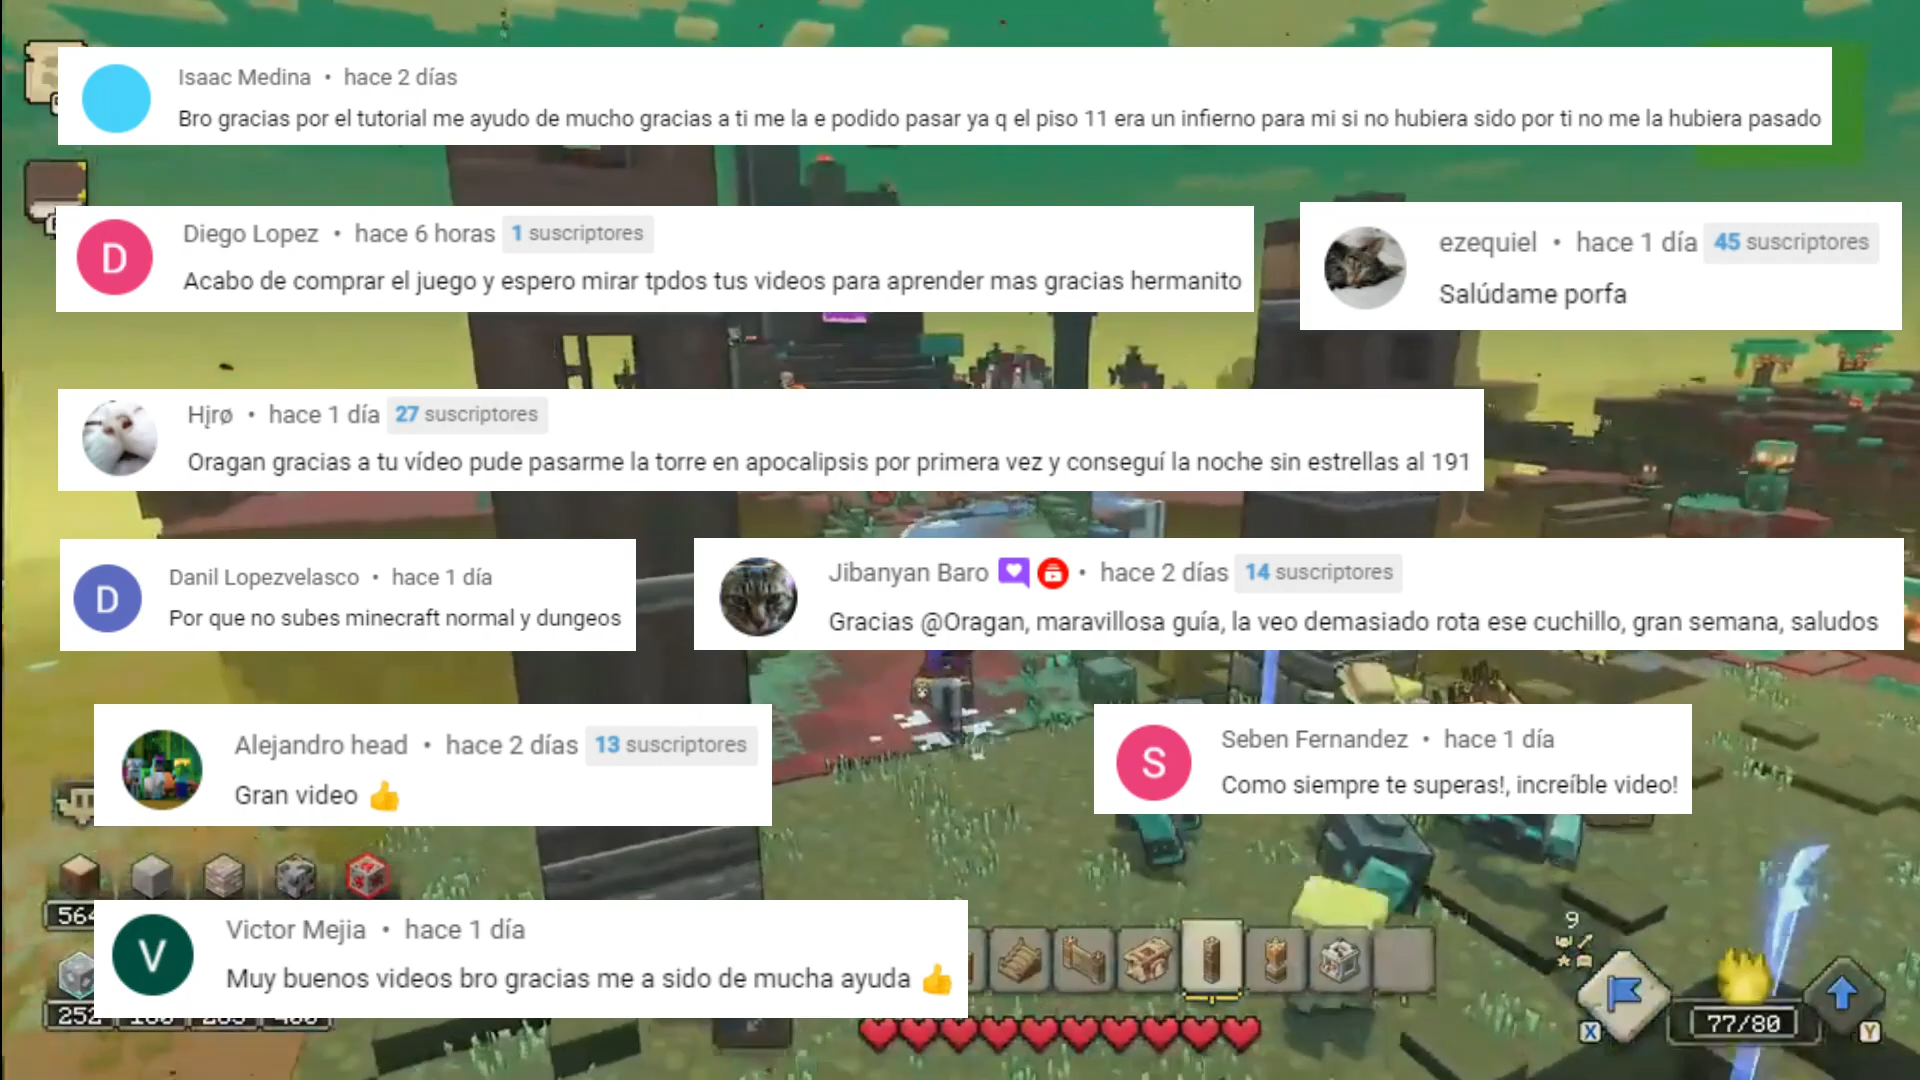 Isaac Medina • hace 2 días
Bro gracias por el tutorial me ayudo de mucho gracias a ti me la e podido pasar ya q el piso 11 era un infierno para mi si no hubiera sido por ti no me la hubiera pasado
Diego Lopez • hace 6 horas 1 suscriptores
D
Acabo de comprar el juego y espero mirar tpdos tus videos para aprender mas gracias hermanito
ezequiel • hace 1 día 45 suscriptores
Salúdame porfa
Hįrø • hace 1 día 27 suscriptores
Oragan gracias a tu vídeo pude pasarme la torre en apocalipsis por primera vez y conseguí la noche sin estrellas al 191
Danil Lopezvelasco • hace 1 día
D
Por que no subes minecraft normal y dungeos
Jibanyan Baro • hace 2 días 14 suscriptores
Gracias @Oragan, maravillosa guía, la veo demasiado rota ese cuchillo, gran semana, saludos
Alejandro head • hace 2 días 13 suscriptores
Gran video 👍
Seben Fernandez • hace 1 día
S
Como siempre te superas!, increíble video!
Victor Mejia • hace 1 día
V
Muy buenos videos bro gracias me a sido de mucha ayuda 👍
564
252
9
77/80
X
Y